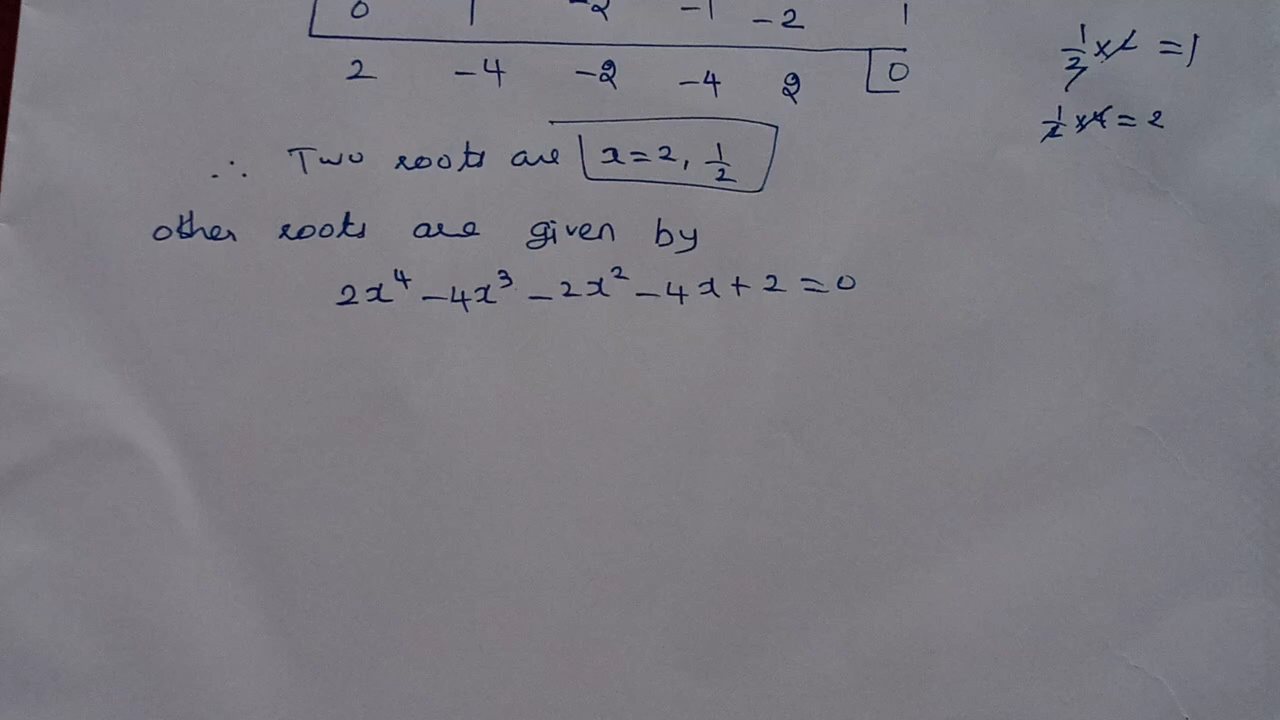 0 1 -2 -1 -2 1
2 -4 -2 -4 2 0
1/2 × 2 = 1
1/2 × 4 = 2
∴ Two roots are x = 2, 1/2
other roots are given by
2x⁴ - 4x³ - 2x² - 4x + 2 = 0